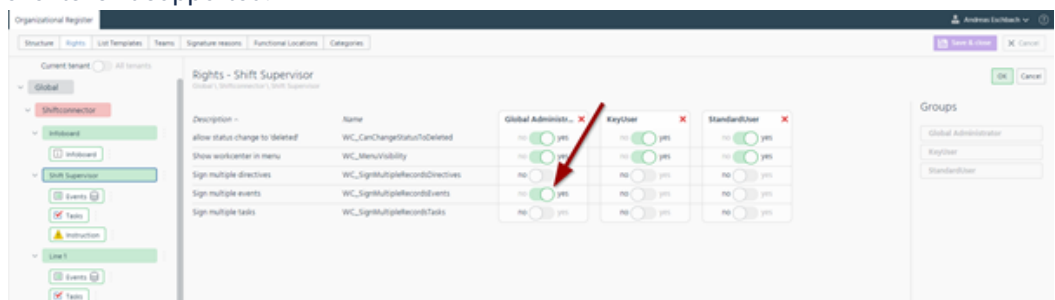 Organizational Register
Andreas Eschbach
Structure Rights List Templates Teams Signature reasons Functional Locations Categories
Save & close Cancel
Current tenant All tenants
Global
Shiftconnector
Infoboard
Infoboard
Shift Supervisor
Events
Tasks
Instruction
Line 1
Events
Tasks
Rights - Shift Supervisor
Global \ Shiftconnector \ Shift Supervisor
OK Cancel
Description Name Global Administr... KeyUser StandardUser
allow status change to 'deleted' WC_CanChangeStatusToDeleted no yes no yes no yes
Show workcenter in menu WC_MenuVisibility no yes no yes no yes
Sign multiple directives WC_SignMultipleRecordsDirectives no yes no yes no yes
Sign multiple events WC_SignMultipleRecordsEvents no yes no yes no yes
Sign multiple tasks WC_SignMultipleRecordsTasks no yes no yes no yes
Groups
Global Administrator
KeyUser
StandardUser